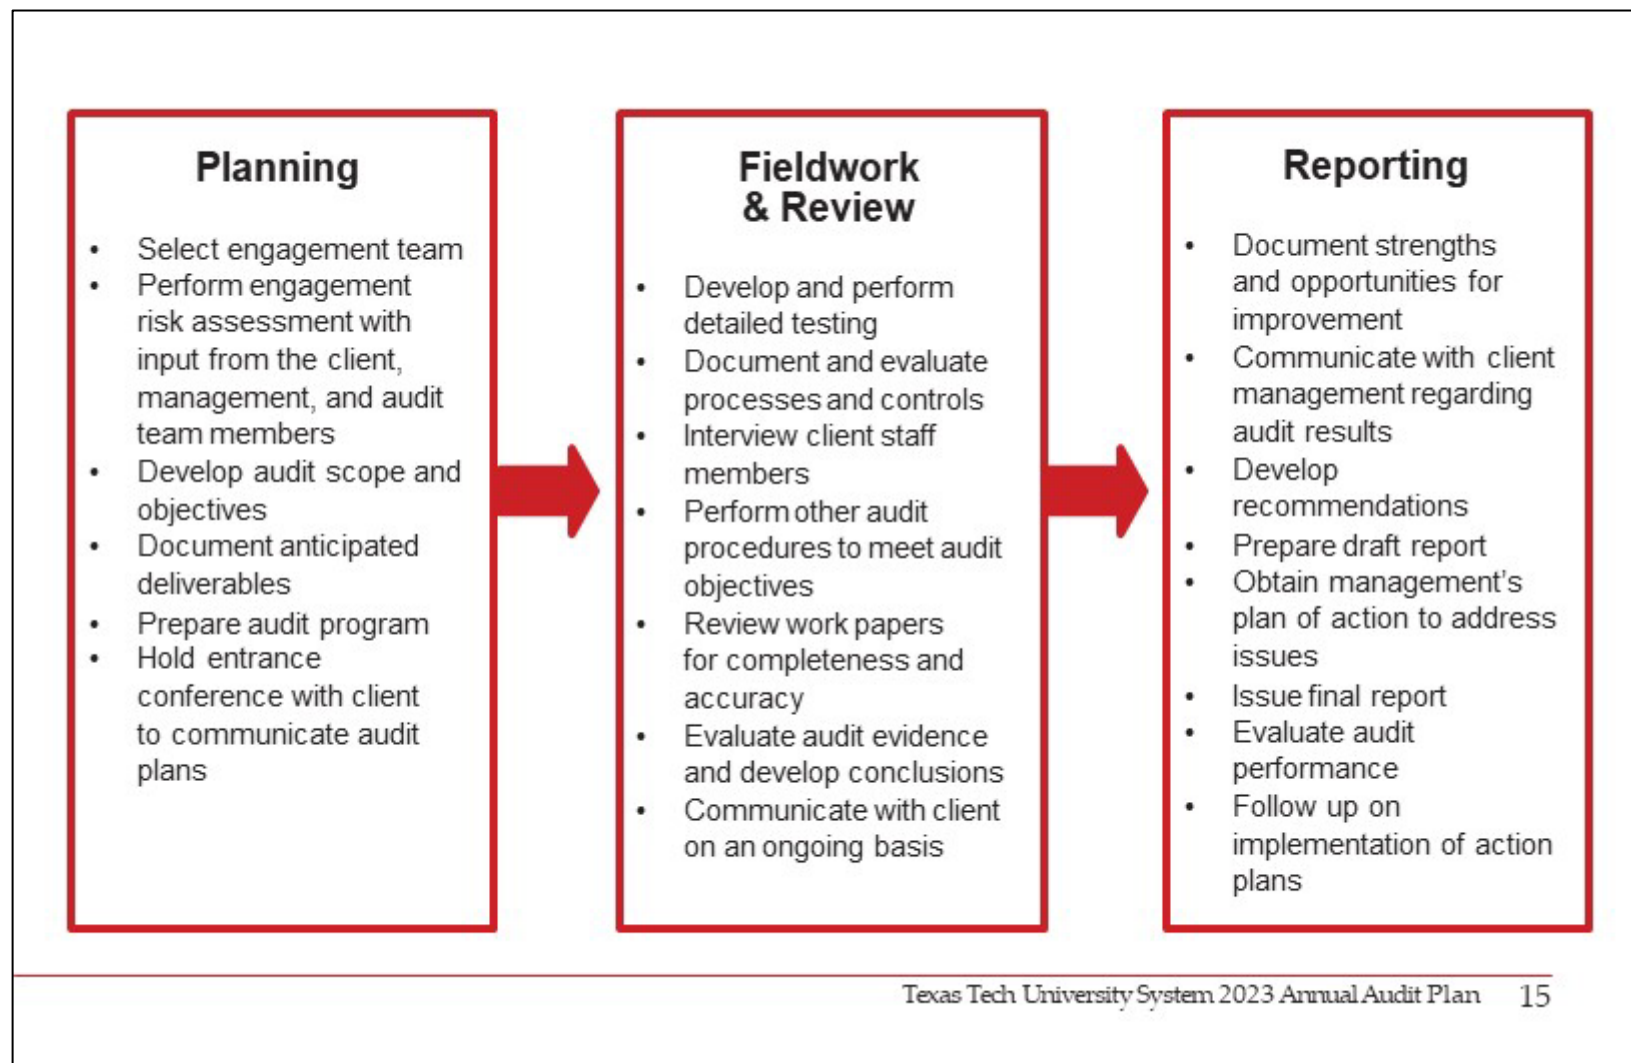 Planning
• Select engagement team
• Perform engagement
risk assessment with
input from the client,
management, and audit
team members
• Develop audit scope and
objectives
• Document anticipated
deliverables
• Prepare audit program
• Hold entrance
conference with client
to communicate audit
plans
Fieldwork
& Review
• Develop and perform
detailed testing
• Document and evaluate
processes and controls
• Interview client staff
members
• Perform other audit
procedures to meet audit
objectives
• Review work papers
for completeness and
accuracy
• Evaluate audit evidence
and develop conclusions
• Communicate with client
on an ongoing basis
Reporting
• Document strengths
and opportunities for
improvement
• Communicate with client
management regarding
audit results
• Develop
recommendations
• Prepare draft report
• Obtain management’s
plan of action to address
issues
• Issue final report
• Evaluate audit
performance
• Follow up on
implementation of action
plans
Texas Tech University System 2023 Annual Audit Plan 15